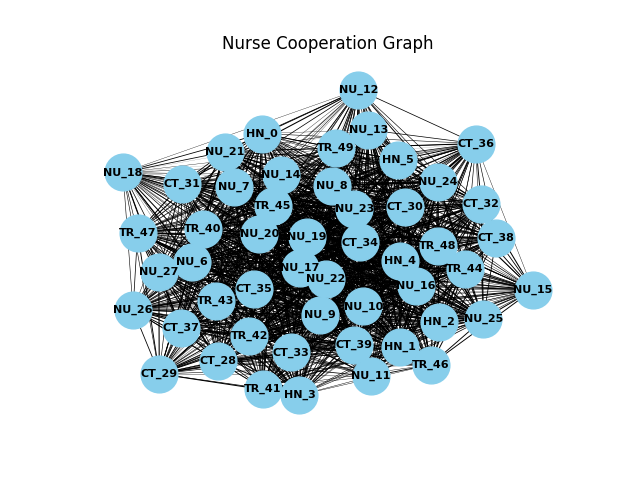 Nurse Cooperation Graph
NU_12
NU_13
HN_0
CT_36
TR_49
NU_21
HN_5
NU_18
NU_14
NU_24
CT_31
NU_7
NU_8
CT_32
TR_45
NU_23
CT_30
TR_47
TR_40
NU_20
NU_19
CT_34
CT_38
TR_48
NU_6
HN_4
NU_27
NU_17
TR_44
NU_22
NU_16
CT_35
NU_15
TR_43
NU_26
NU_10
NU_9
HN_2
NU_25
CT_37
TR_42
CT_39
HN_1
CT_33
CT_28
TR_46
CT_29
NU_11
TR_41
HN_3